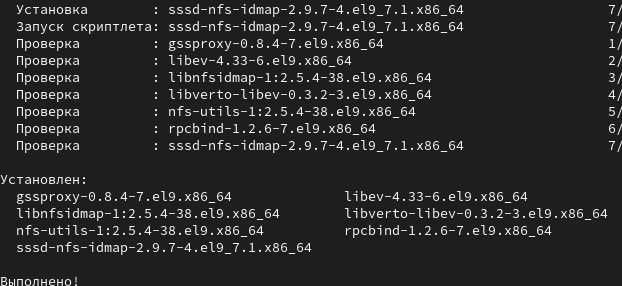 Установка : sssd-nfs-idmap-2.9.7-4.el9_7.1.x86_64 7/
Запуск скриптлета: sssd-nfs-idmap-2.9.7-4.el9_7.1.x86_64 7/
Проверка : gssproxy-0.8.4-7.el9.x86_64 1/
Проверка : libev-4.33-6.el9.x86_64 2/
Проверка : libnfsidmap-1:2.5.4-38.el9.x86_64 3/
Проверка : libverto-libev-0.3.2-3.el9.x86_64 4/
Проверка : nfs-utils-1:2.5.4-38.el9.x86_64 5/
Проверка : rpcbind-1.2.6-7.el9.x86_64 6/
Проверка : sssd-nfs-idmap-2.9.7-4.el9_7.1.x86_64 7/
Установлен:
gssproxy-0.8.4-7.el9.x86_64 libev-4.33-6.el9.x86_64
libnfsidmap-1:2.5.4-38.el9.x86_64 libverto-libev-0.3.2-3.el9.x86_64
nfs-utils-1:2.5.4-38.el9.x86_64 rpcbind-1.2.6-7.el9.x86_64
sssd-nfs-idmap-2.9.7-4.el9_7.1.x86_64
Выполнено!